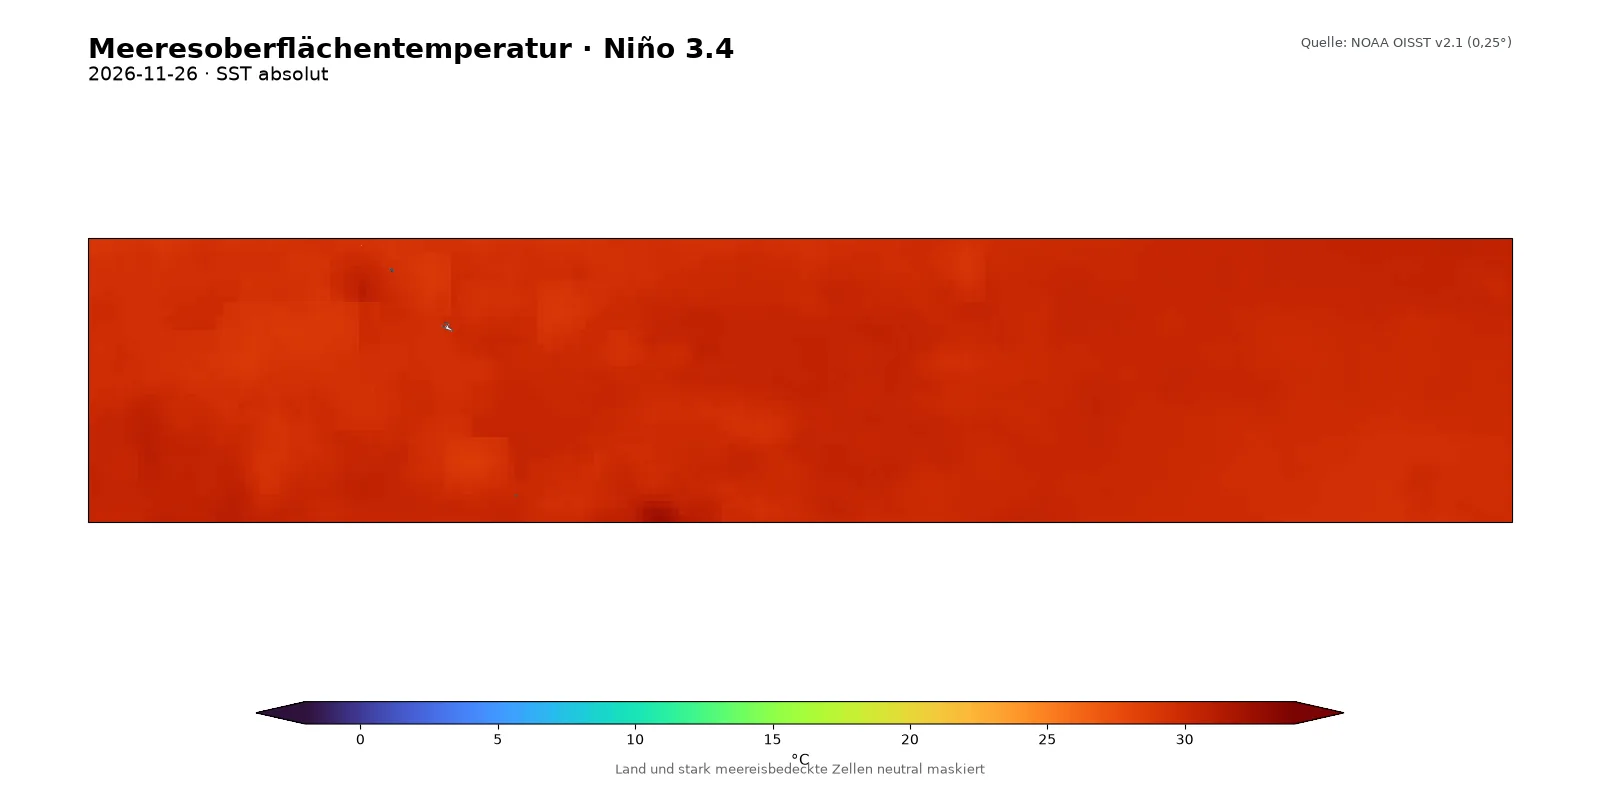 Meeresoberflächentemperatur · Niño 3.4
Quelle: NOAA OISST v2.1 (0,25°)
2026-11-26 · SST absolut
0 5 10 15 20 25 30
°C
Land und stark meereisbedeckte Zellen neutral maskiert